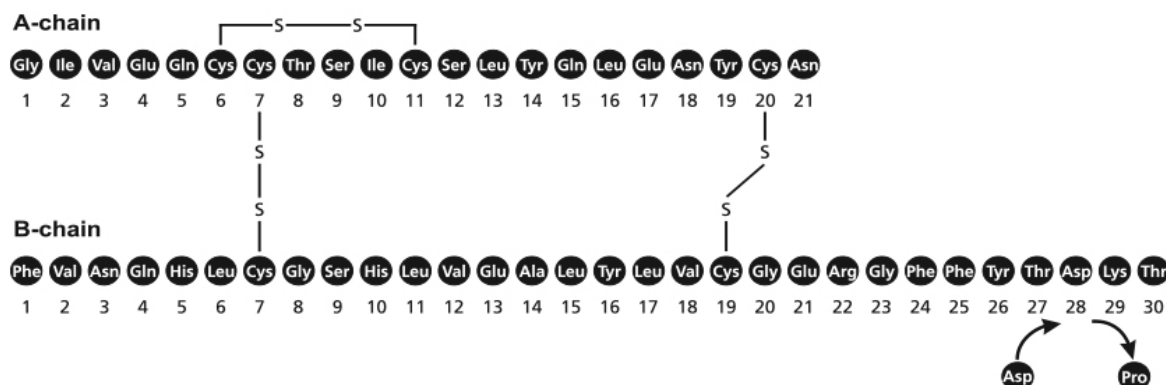 A-chain
S S
Gly Ile Val Glu Gln Cys Cys Thr Ser Ile Cys Ser Leu Tyr Gln Leu Glu Asn Tyr Cys Asn
1 2 3 4 5 6 7 8 9 10 11 12 13 14 15 16 17 18 19 20 21
S S
S S
B-chain
Phe Val Asn Gln His Leu Cys Gly Ser His Leu Val Glu Ala Leu Tyr Leu Val Cys Gly Glu Arg Gly Phe Phe Tyr Thr Asp Lys Thr
1 2 3 4 5 6 7 8 9 10 11 12 13 14 15 16 17 18 19 20 21 22 23 24 25 26 27 28 29 30
Asp Pro